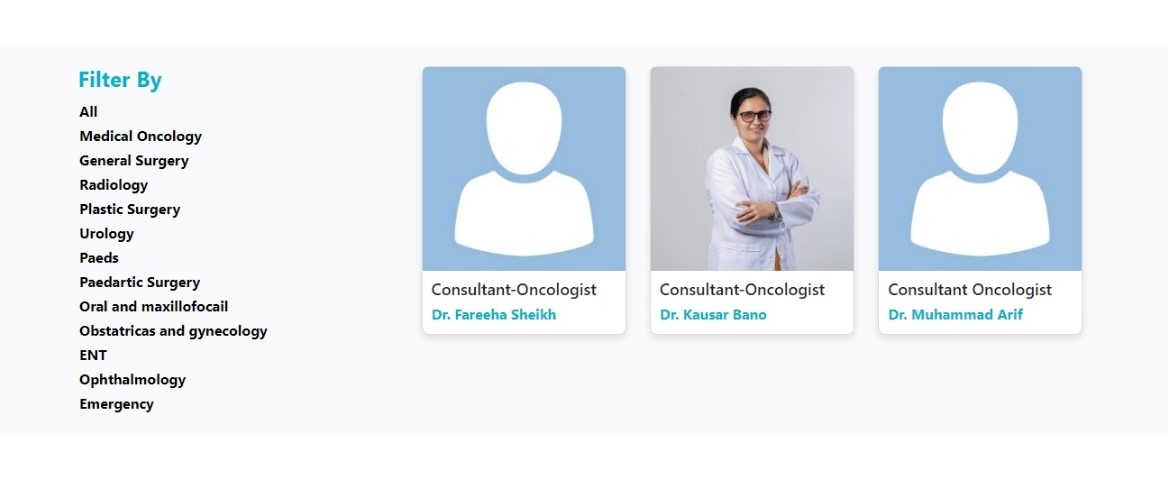 Filter By
All
Medical Oncology
General Surgery
Radiology
Plastic Surgery
Urology
Paeds
Paedartic Surgery
Oral and maxillofocail
Obstatricas and gynecology
ENT
Ophthalmology
Emergency
Consultant-Oncologist
Dr. Fareeha Sheikh
Consultant-Oncologist
Dr. Kausar Bano
Consultant Oncologist
Dr. Muhammad Arif